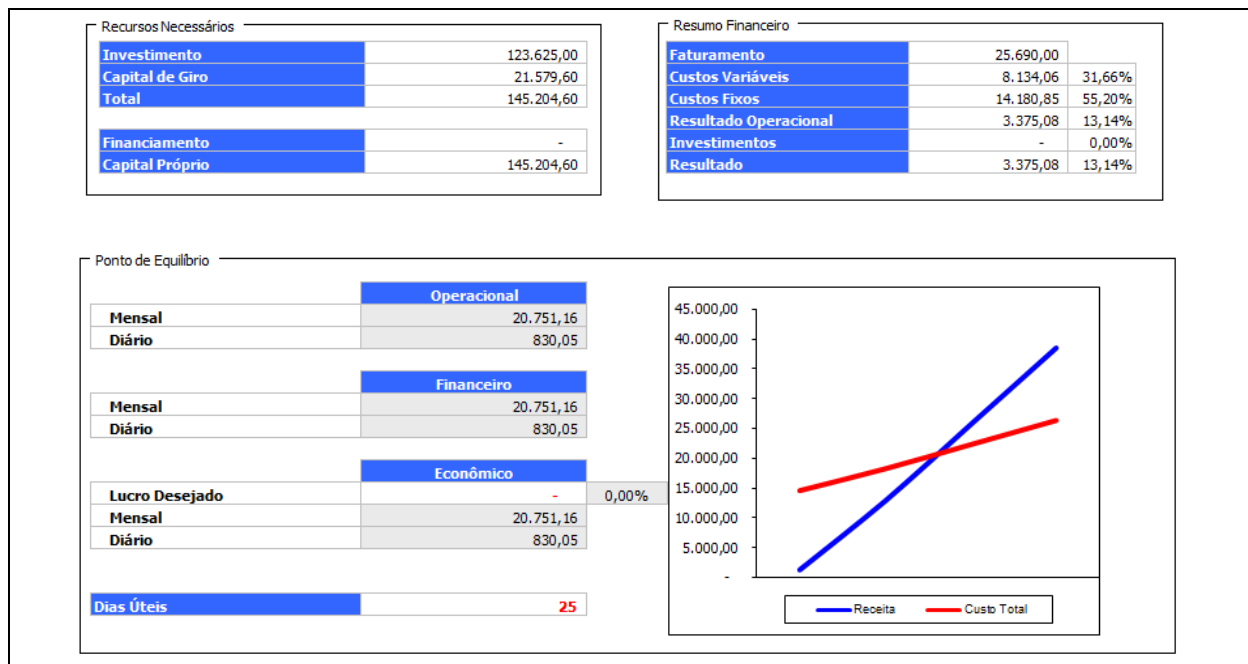 Recursos Necessários
Investimento 123.625,00
Capital de Giro 21.579,60
Total 145.204,60
Financiamento -
Capital Próprio 145.204,60
Resumo Financeiro
Faturamento 25.690,00
Custos Variáveis 8.134,06 31,66%
Custos Fixos 14.180,85 55,20%
Resultado Operacional 3.375,08 13,14%
Investimentos - 0,00%
Resultado 3.375,08 13,14%
Ponto de Equilíbrio
Operacional
Mensal 20.751,16
Diário 830,05
Financeiro
Mensal 20.751,16
Diário 830,05
Econômico
Lucro Desejado - 0,00%
Mensal 20.751,16
Diário 830,05
Dias Úteis 25
45.000,00
40.000,00
35.000,00
30.000,00
25.000,00
20.000,00
15.000,00
10.000,00
5.000,00
-
Receita Custo Total